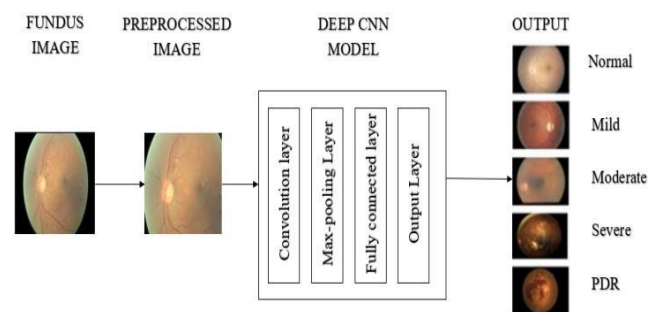 FUNDUS
IMAGE
PREPROCESSED
IMAGE
DEEP CNN
MODEL
OUTPUT
Convolution layer
Max-pooling Layer
Fully connected layer
Output Layer
Normal
Mild
Moderate
Severe
PDR